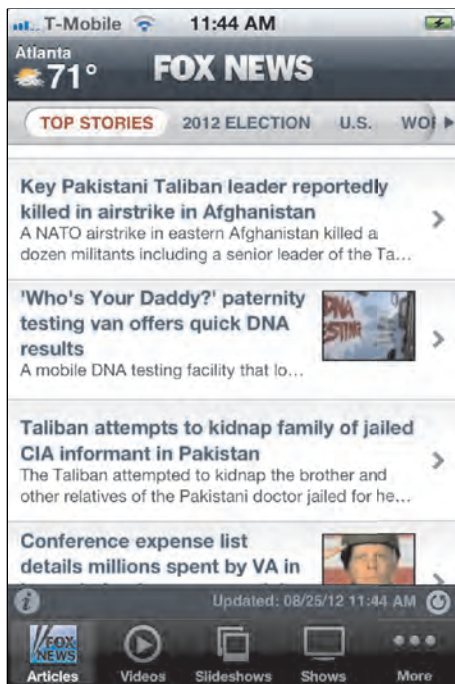 T-Mobile 11:44 AM
Atlanta
71°
FOX NEWS
TOP STORIES 2012 ELECTION U.S.
Key Pakistani Taliban leader reportedly
killed in airstrike in Afghanistan
A NATO airstrike in eastern Afghanistan killed a
dozen militants including a senior leader of the Ta...
'Who's Your Daddy?' paternity
testing van offers quick DNA
results
A mobile DNA testing facility that lo...
DNA
TESTING
Taliban attempts to kidnap family of jailed
CIA informant in Pakistan
The Taliban attempted to kidnap the brother and
other relatives of the Pakistani doctor jailed for he...
Conference expense list
details millions spent by VA in
Updated: 08/25/12 11:44 AM
FOX
NEWS
Articles Videos Slideshows Shows More